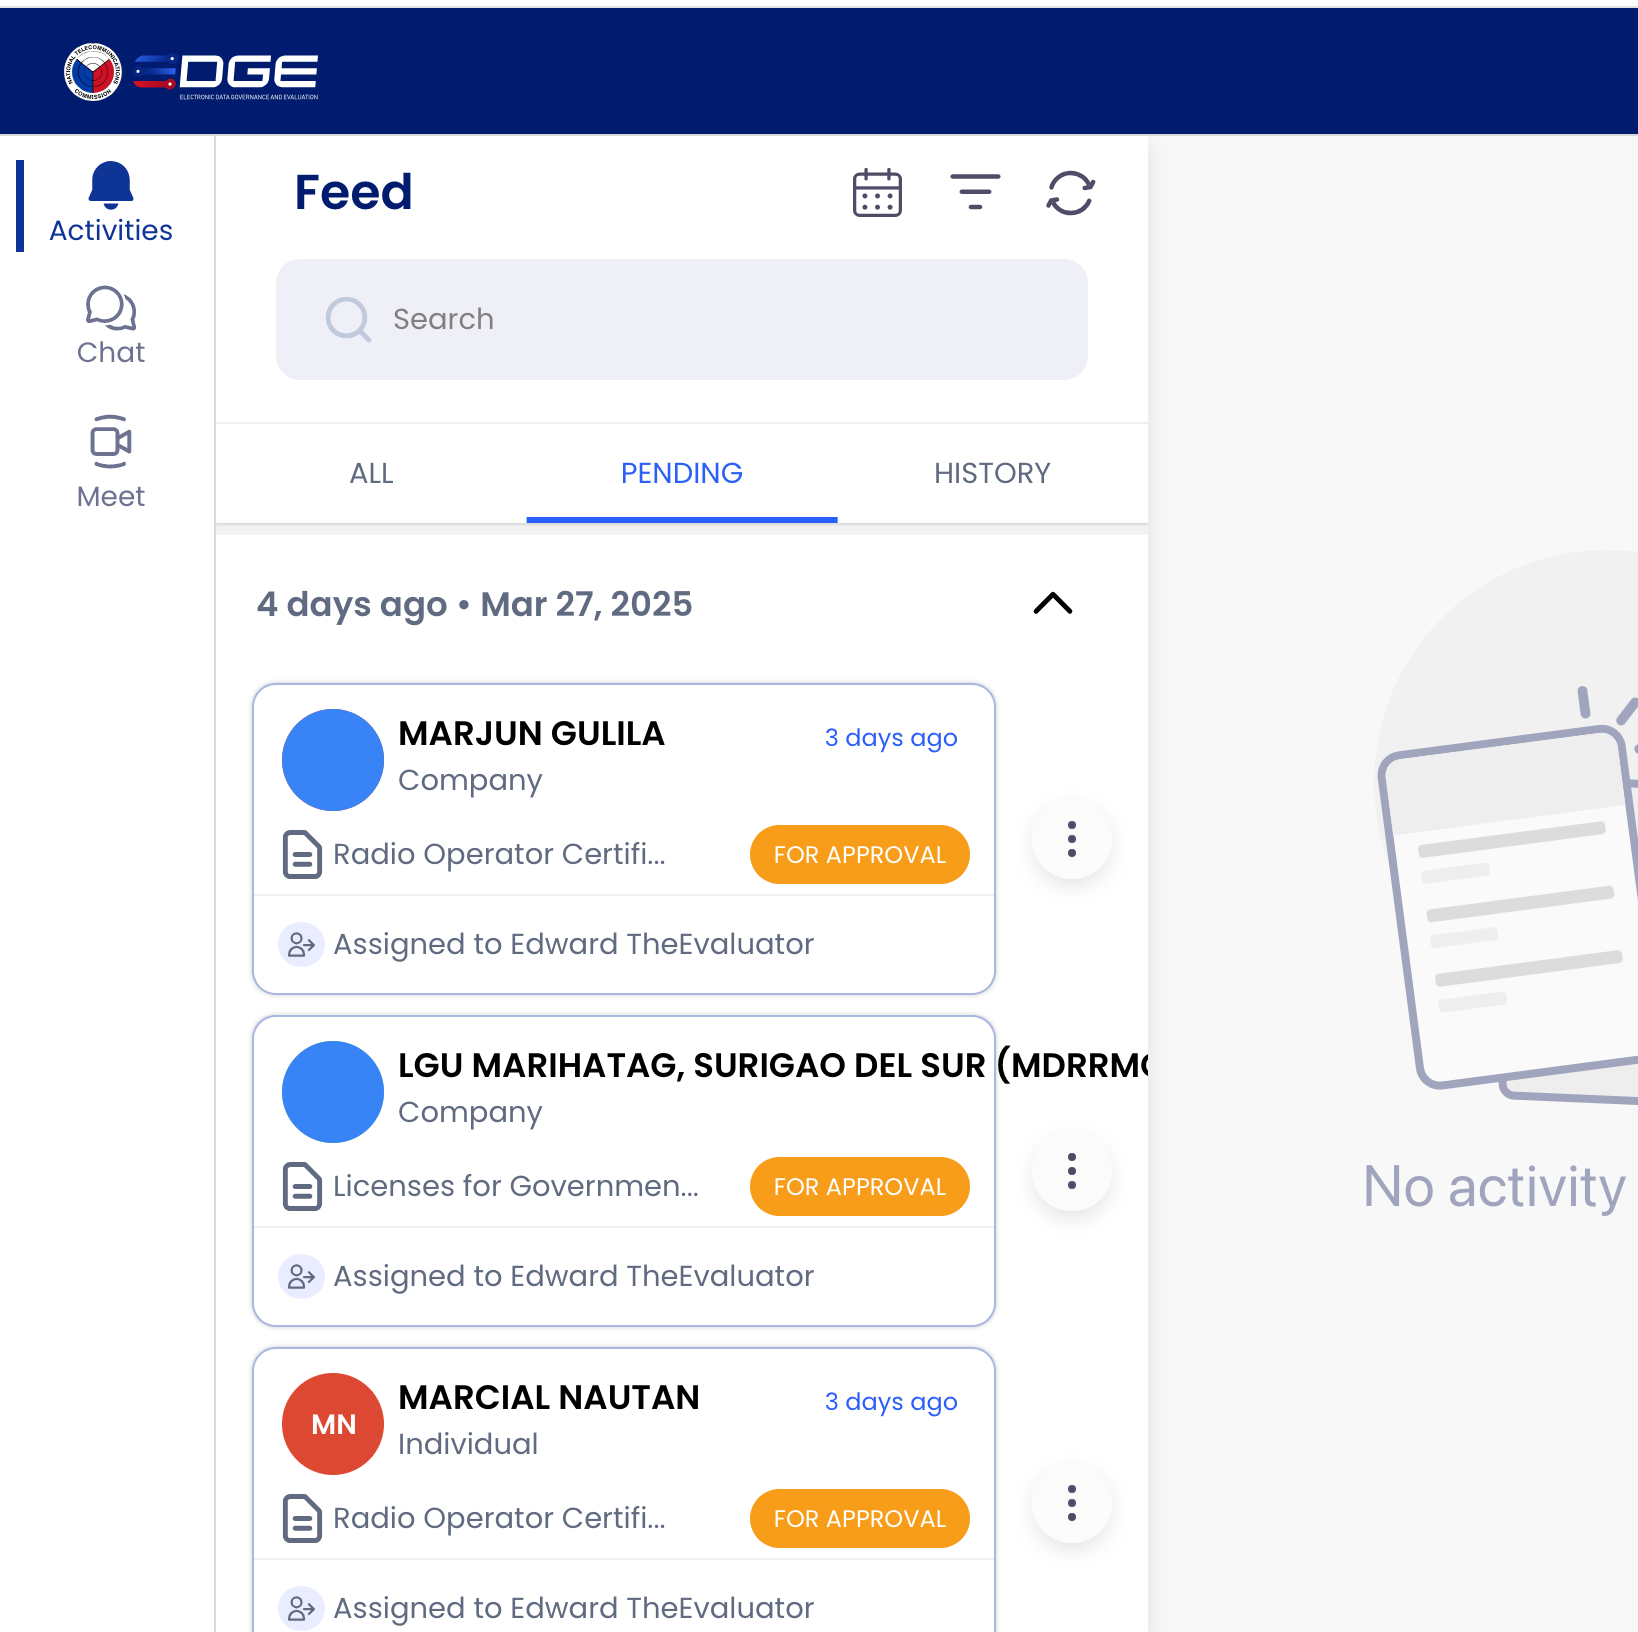 NATIONAL TELECOMMUNICATIONS COMMISSION
EDGE
ELECTRONIC DATA GOVERNANCE AND EVALUATION
Activities
Chat
Meet
Feed
Search
ALL PENDING HISTORY
4 days ago • Mar 27, 2025
MARJUN GULILA 3 days ago
Company
Radio Operator Certifi... FOR APPROVAL
Assigned to Edward TheEvaluator
LGU MARIHATAG, SURIGAO DEL SUR (MDRRMO
Company
Licenses for Governmen... FOR APPROVAL
Assigned to Edward TheEvaluator
MN
MARCIAL NAUTAN 3 days ago
Individual
Radio Operator Certifi... FOR APPROVAL
Assigned to Edward TheEvaluator
No activity